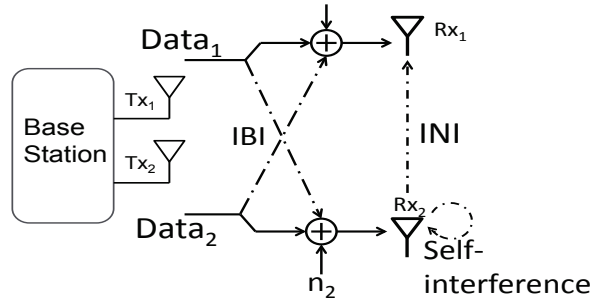 Data1
Rx1
Tx1
Base
Station
IBI
INI
Tx2
Rx2
Data2
Self-
interference
n2